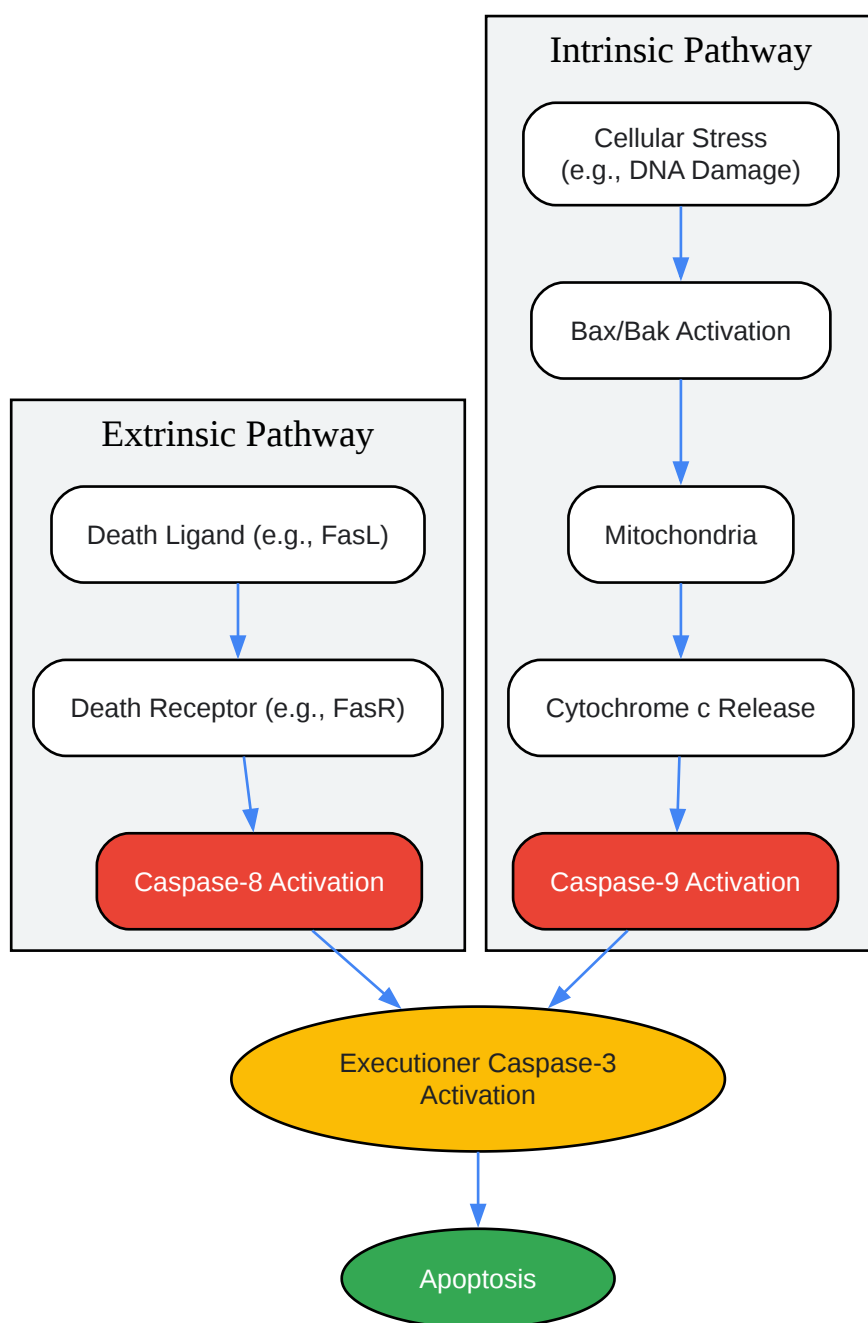 Intrinsic Pathway
Cellular Stress
(e.g., DNA Damage)
Bax/Bak Activation
Mitochondria
Cytochrome c Release
Caspase-9 Activation
Extrinsic Pathway
Death Ligand (e.g., FasL)
Death Receptor (e.g., FasR)
Caspase-8 Activation
Executioner Caspase-3
Activation
Apoptosis